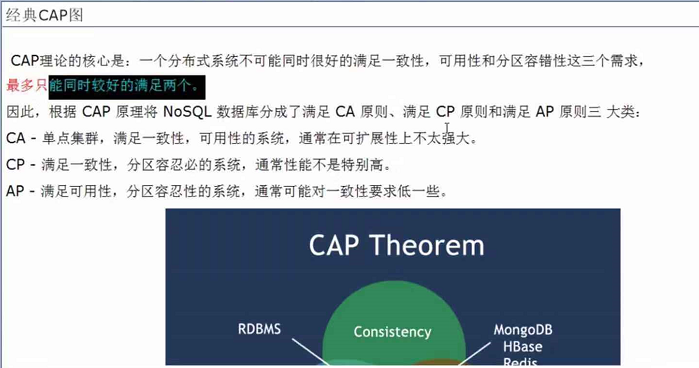 经典CAP图
CAP理论的核心是：一个分布式系统不可能同时很好的满足一致性，可用性和分区容错性这三个需求，
最多只能同时较好的满足两个。
因此，根据 CAP 原理将 NoSQL 数据库分成了满足 CA 原则、满足 CP 原则和满足 AP 原则三 大类：
CA - 单点集群，满足一致性，可用性的系统，通常在可扩展性上不太强大。
CP - 满足一致性，分区容忍必的系统，通常性能不是特别高。
AP - 满足可用性，分区容忍性的系统，通常可能对一致性要求低一些。
CAP Theorem
RDBMS
Consistency
MongoDB
HBase
Redis